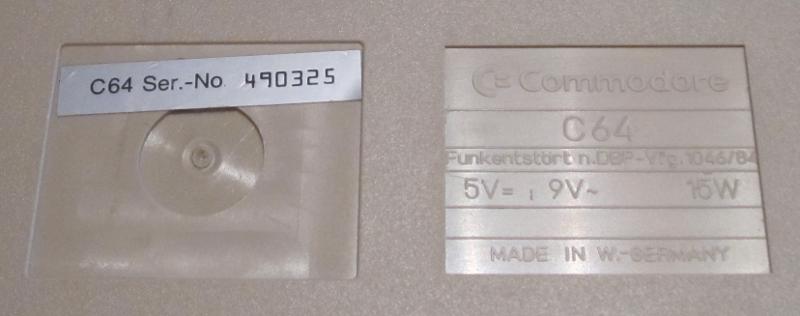 C64 Ser.-No. 490325
Commodore
C64
Funkentstört n.DBP-Vfg.1046/84
5V= , 9V~ 15W
MADE IN W.-GERMANY